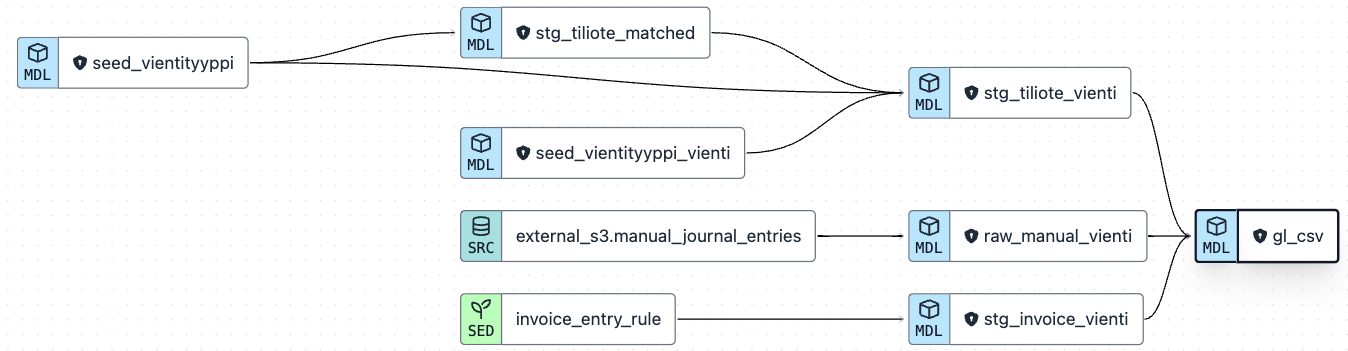 MDL seed_vientityyppi
MDL stg_tiliote_matched
MDL seed_vientityyppi_vienti
SRC external_s3.manual_journal_entries
SED invoice_entry_rule
MDL stg_tiliote_vienti
MDL raw_manual_vienti
MDL stg_invoice_vienti
MDL gl_csv